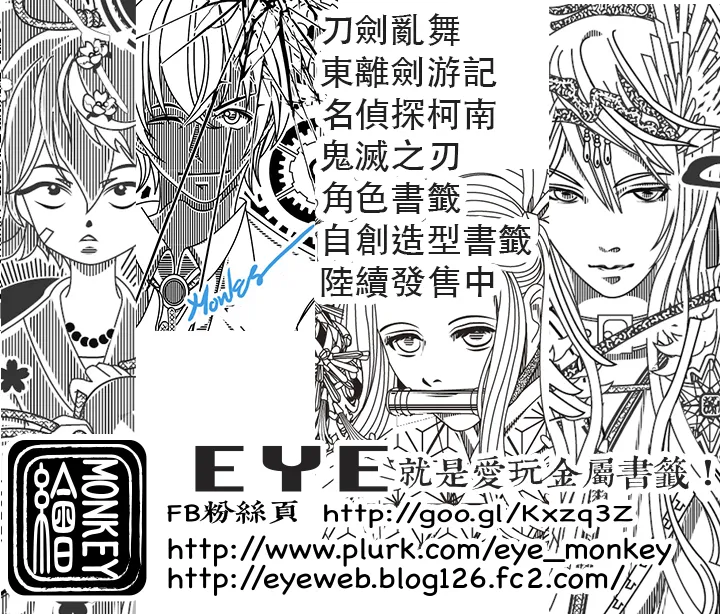 刀劍亂舞
東離劍游記
名偵探柯南
鬼滅之刃
角色書籤
自創造型書籤
陸續發售中
MonKEs
MONKEY
EYE就是愛玩金屬書籤！
FB粉絲頁 http://goo.gl/Kxzq3Z
http://www.plurk.com/eye_monkey
http://eyeweb.blog126.fc2.com/